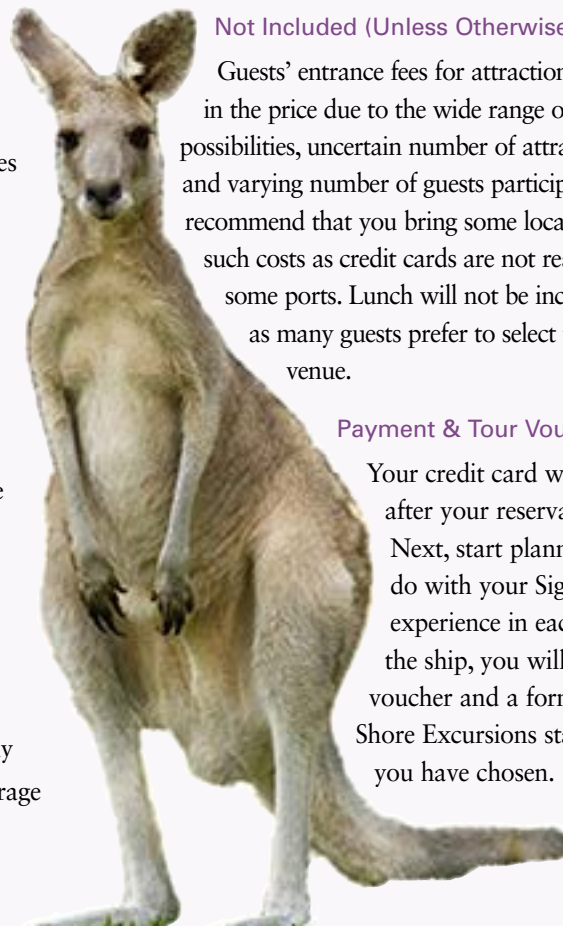 es
e
y
rage
Not Included (Unless Otherwise
Guests’ entrance fees for attraction
in the price due to the wide range o
possibilities, uncertain number of attra
and varying number of guests particip
recommend that you bring some loca
such costs as credit cards are not rea
some ports. Lunch will not be inc
as many guests prefer to select
venue.
Payment & Tour Vou
Your credit card w
after your reserva
Next, start plann
do with your Sig
experience in eac
the ship, you will
voucher and a form
Shore Excursions sta
you have chosen.